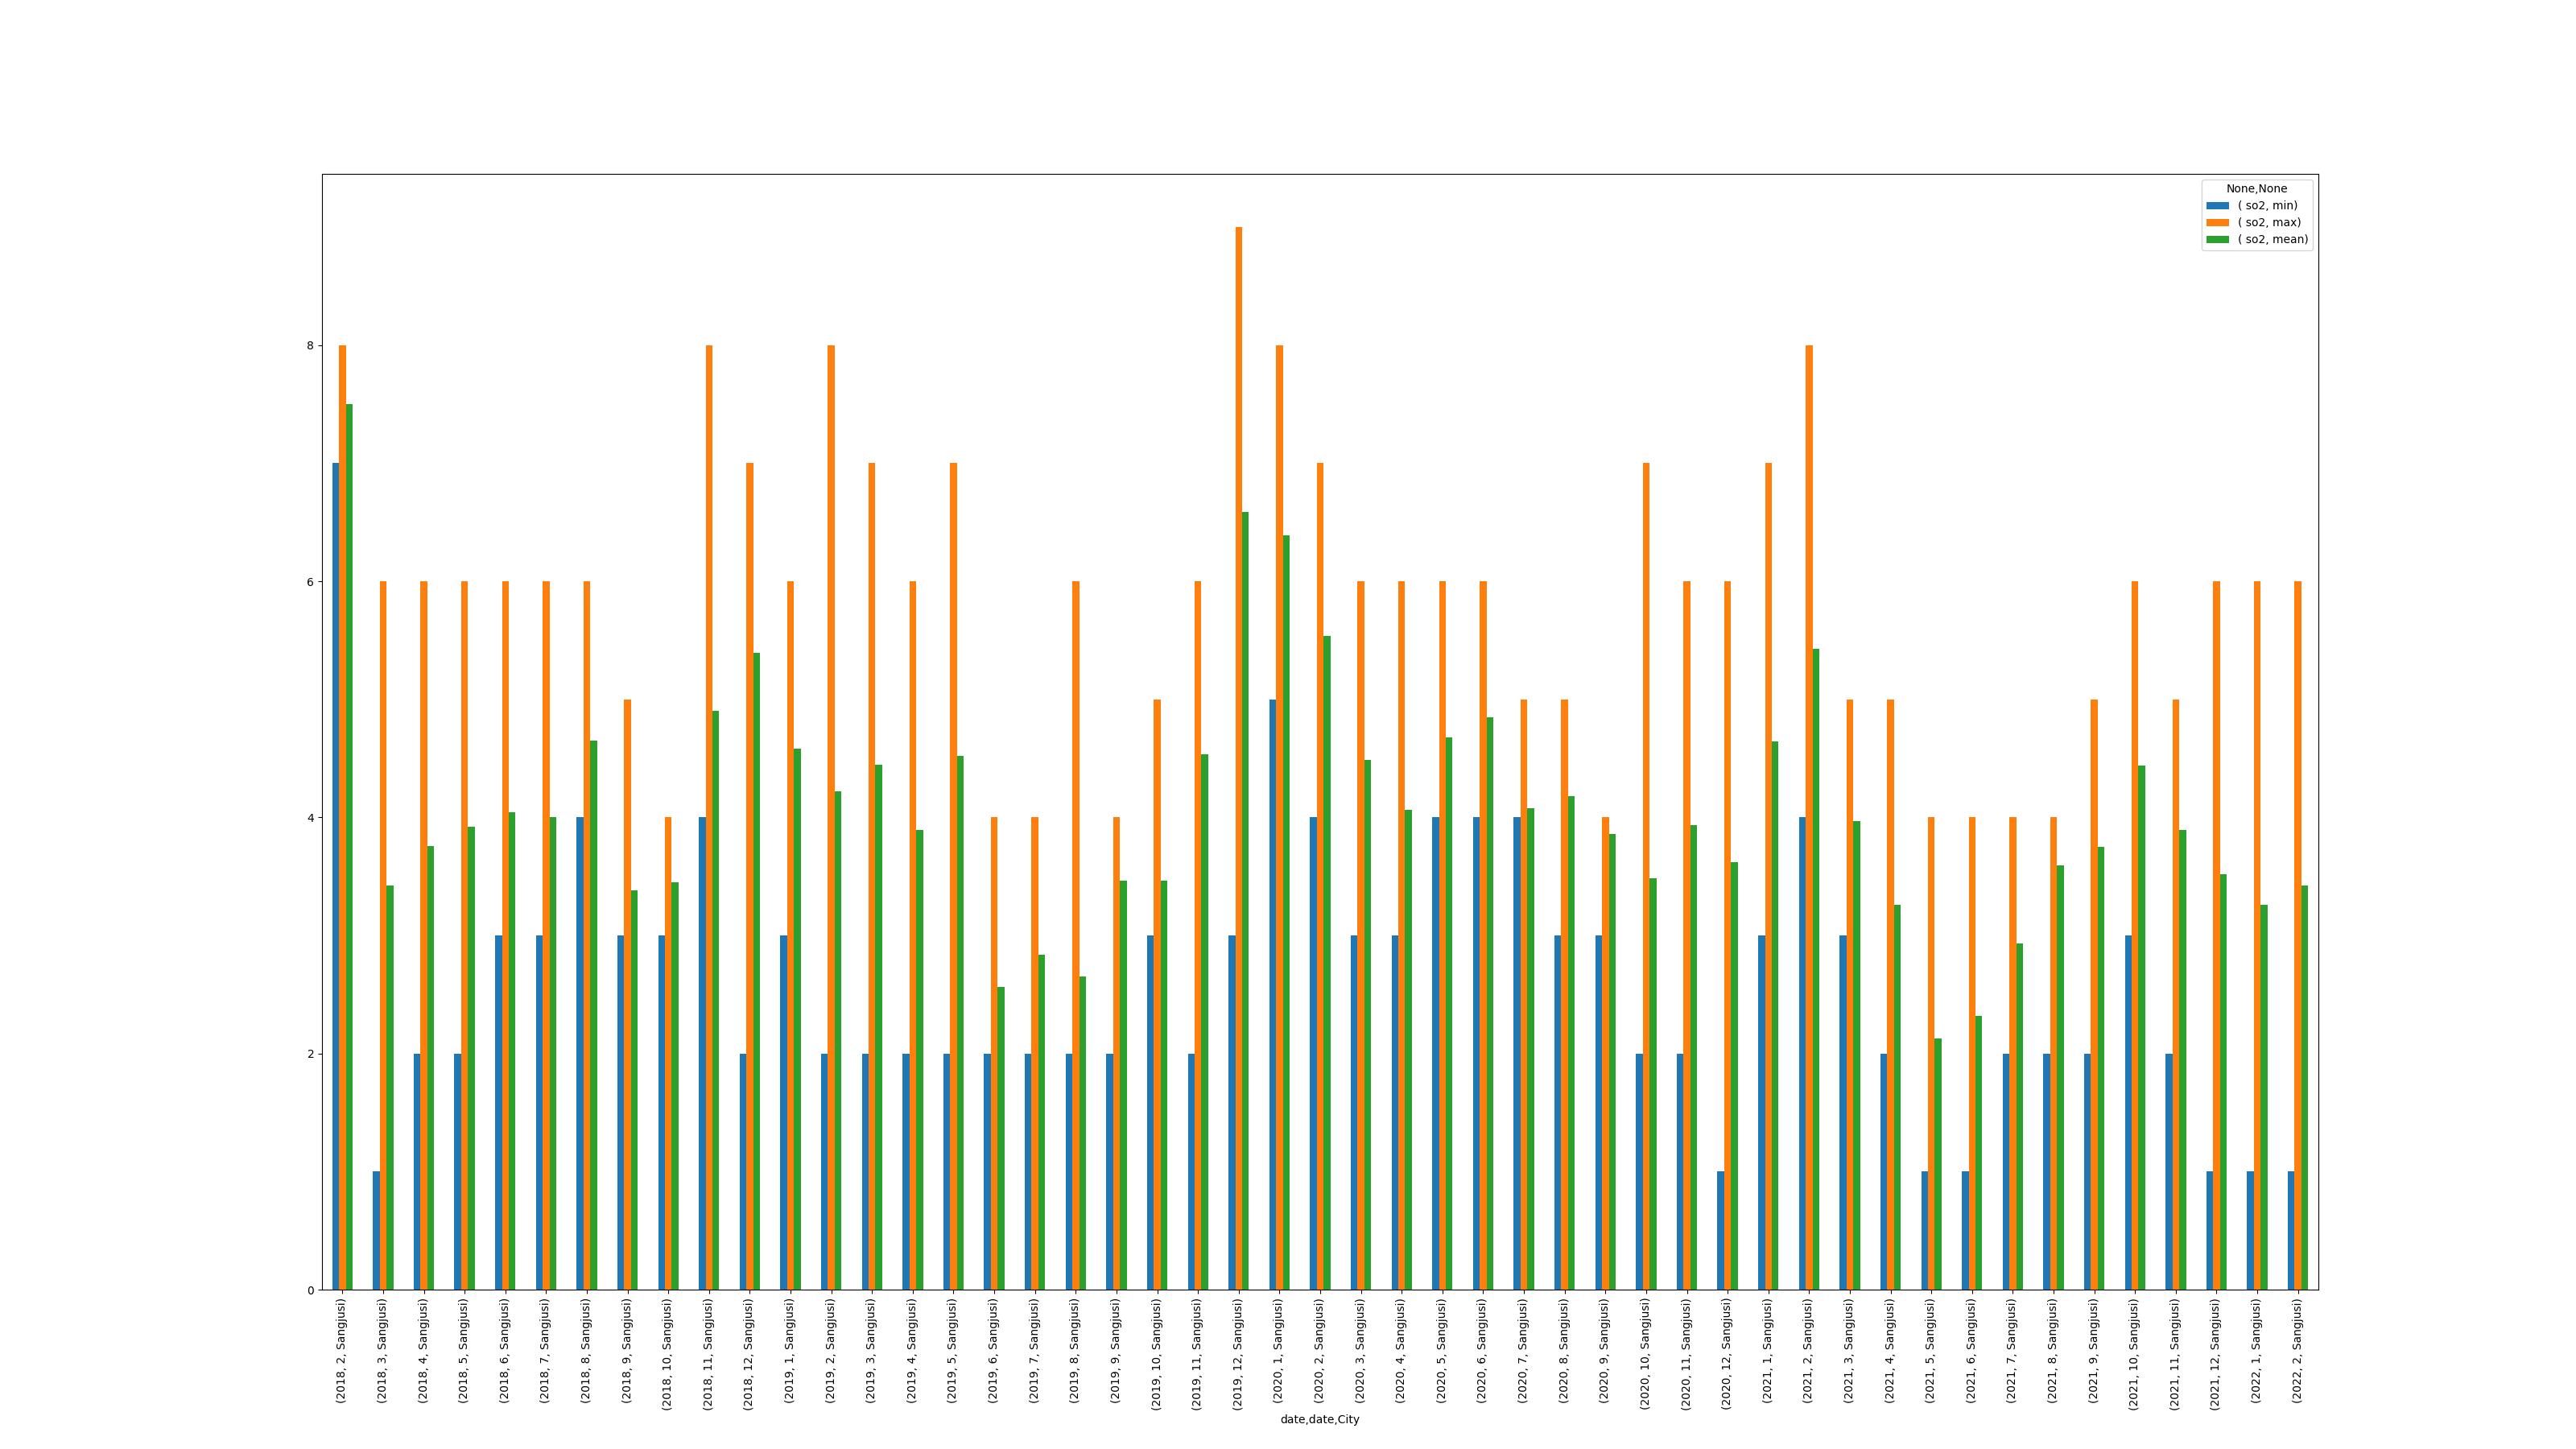 None,None
( so2, min)
( so2, max)
( so2, mean)
8
6
4
2
0
(2018, 2, Sangjusi)
(2018, 3, Sangjusi)
(2018, 4, Sangjusi)
(2018, 5, Sangjusi)
(2018, 6, Sangjusi)
(2018, 7, Sangjusi)
(2018, 8, Sangjusi)
(2018, 9, Sangjusi)
(2018, 10, Sangjusi)
(2018, 11, Sangjusi)
(2018, 12, Sangjusi)
(2019, 1, Sangjusi)
(2019, 2, Sangjusi)
(2019, 3, Sangjusi)
(2019, 4, Sangjusi)
(2019, 5, Sangjusi)
(2019, 6, Sangjusi)
(2019, 7, Sangjusi)
(2019, 8, Sangjusi)
(2019, 9, Sangjusi)
(2019, 10, Sangjusi)
(2019, 11, Sangjusi)
(2019, 12, Sangjusi)
(2020, 1, Sangjusi)
(2020, 2, Sangjusi)
(2020, 3, Sangjusi)
(2020, 4, Sangjusi)
(2020, 5, Sangjusi)
(2020, 6, Sangjusi)
(2020, 7, Sangjusi)
(2020, 8, Sangjusi)
(2020, 9, Sangjusi)
(2020, 10, Sangjusi)
(2020, 11, Sangjusi)
(2020, 12, Sangjusi)
(2021, 1, Sangjusi)
(2021, 2, Sangjusi)
(2021, 3, Sangjusi)
(2021, 4, Sangjusi)
(2021, 5, Sangjusi)
(2021, 6, Sangjusi)
(2021, 7, Sangjusi)
(2021, 8, Sangjusi)
(2021, 9, Sangjusi)
(2021, 10, Sangjusi)
(2021, 11, Sangjusi)
(2021, 12, Sangjusi)
(2022, 1, Sangjusi)
(2022, 2, Sangjusi)
date,date,City